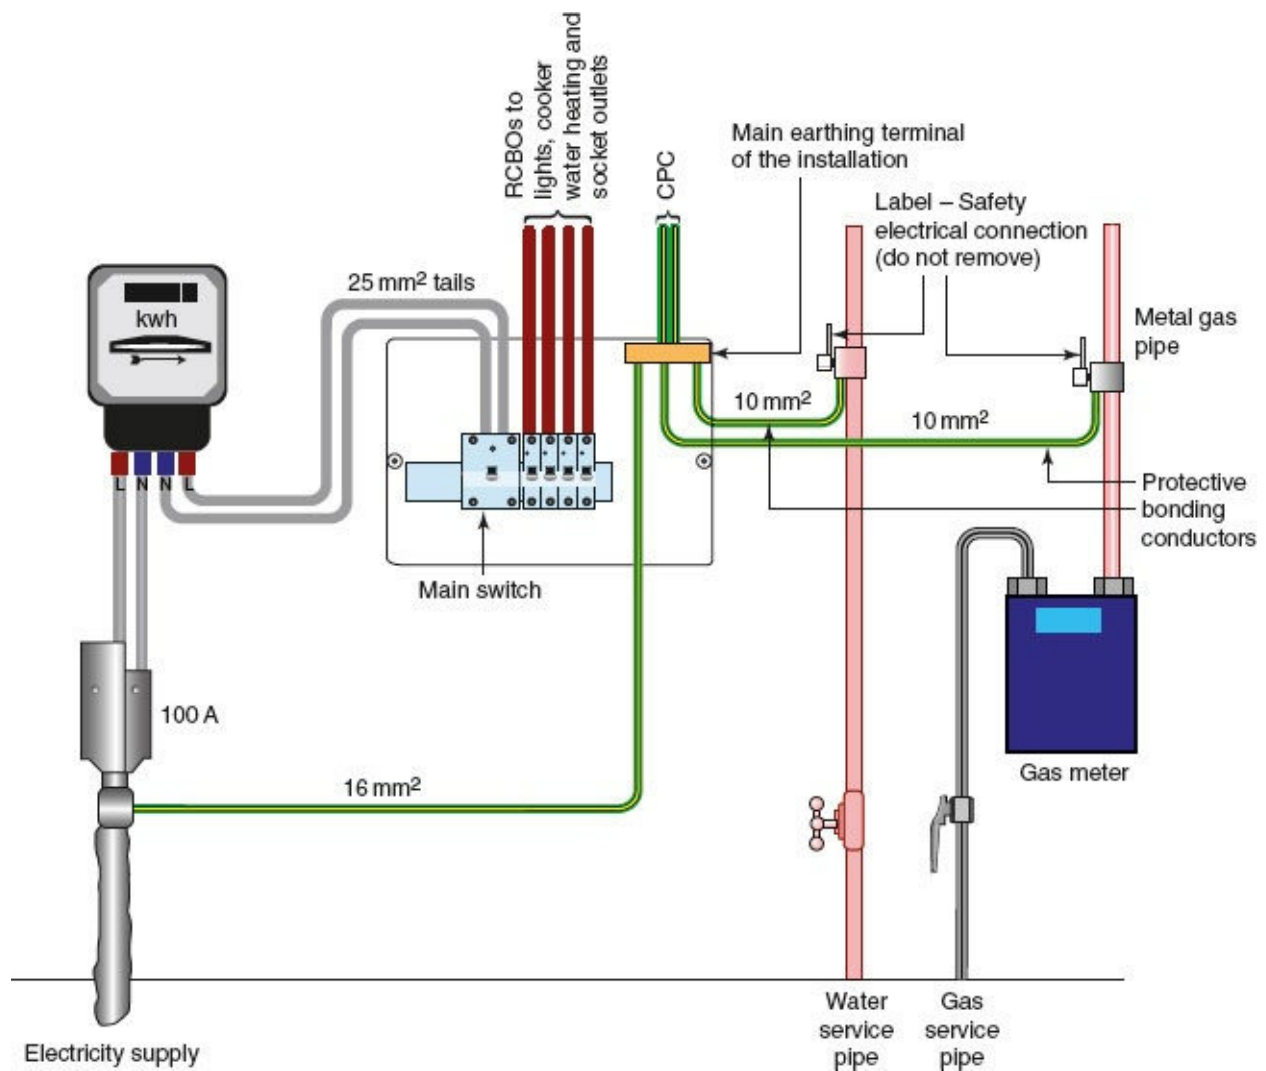 RCBOs to
lights, cooker
water heating and
socket outlets
CPC
Main earthing terminal
of the installation
Label – Safety
electrical connection
(do not remove)
25 mm² tails
kwh
Metal gas
pipe
10 mm²
10 mm²
L N N L
Protective
bonding
conductors
Main switch
100 A
16 mm²
Gas meter
Water
service
pipe
Gas
service
pipe
Electricity supply